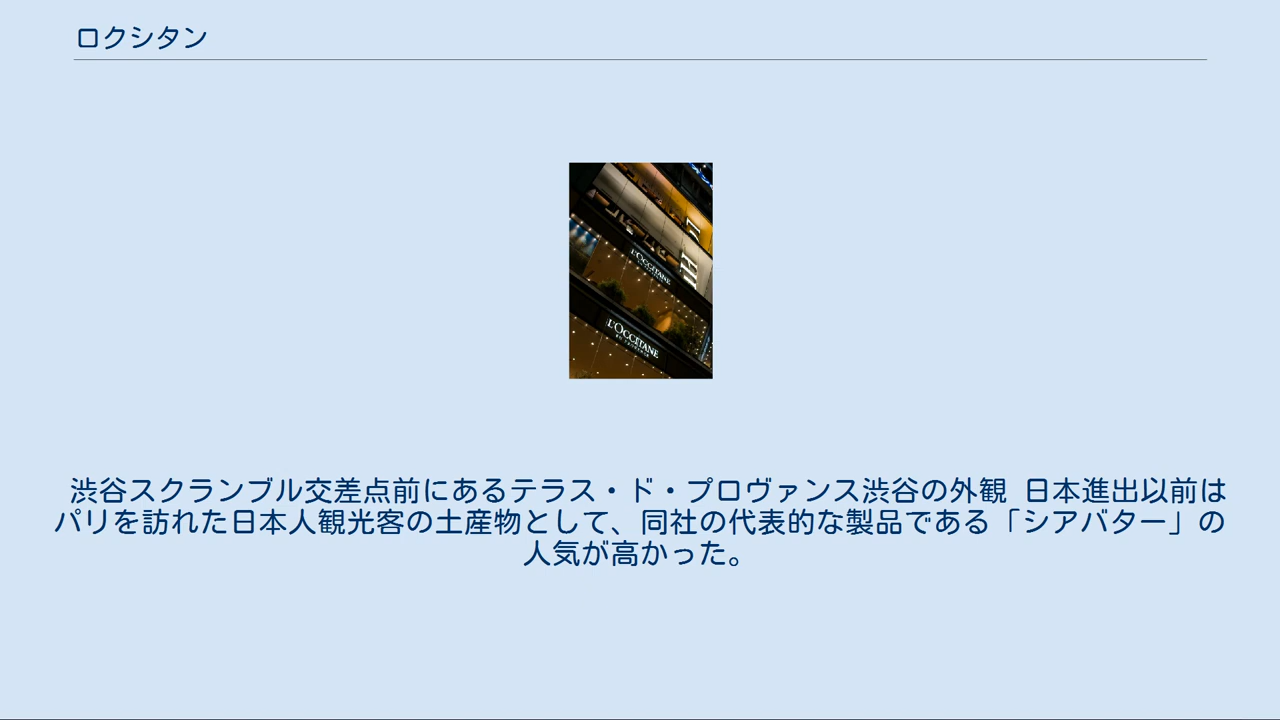 ロクシタン
L'OCCITANE
L'OCCITANE
EN PROVENCE
渋谷スクランブル交差点前にあるテラス・ド・プロヴァンス渋谷の外観 日本進出以前は
パリを訪れた日本人観光客の土産物として、同社の代表的な製品である「シアバター」の
人気が高かった。